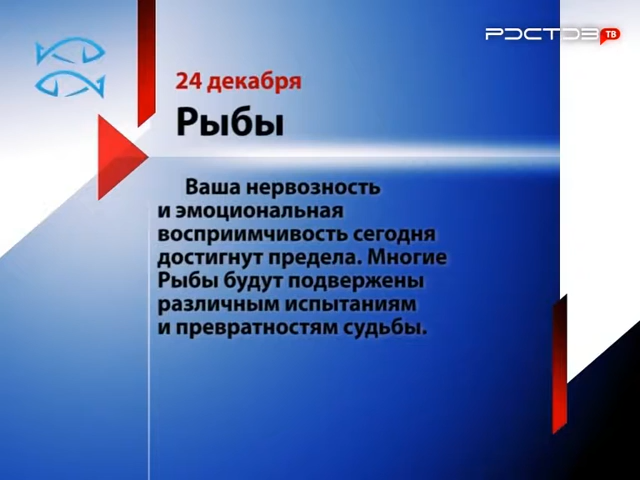 РОСТОВ ТВ
24 декабря
Рыбы
Ваша нервозность
и эмоциональная
восприимчивость сегодня
достигнут предела. Многие
Рыбы будут подвержены
различным испытаниям
и превратностям судьбы.